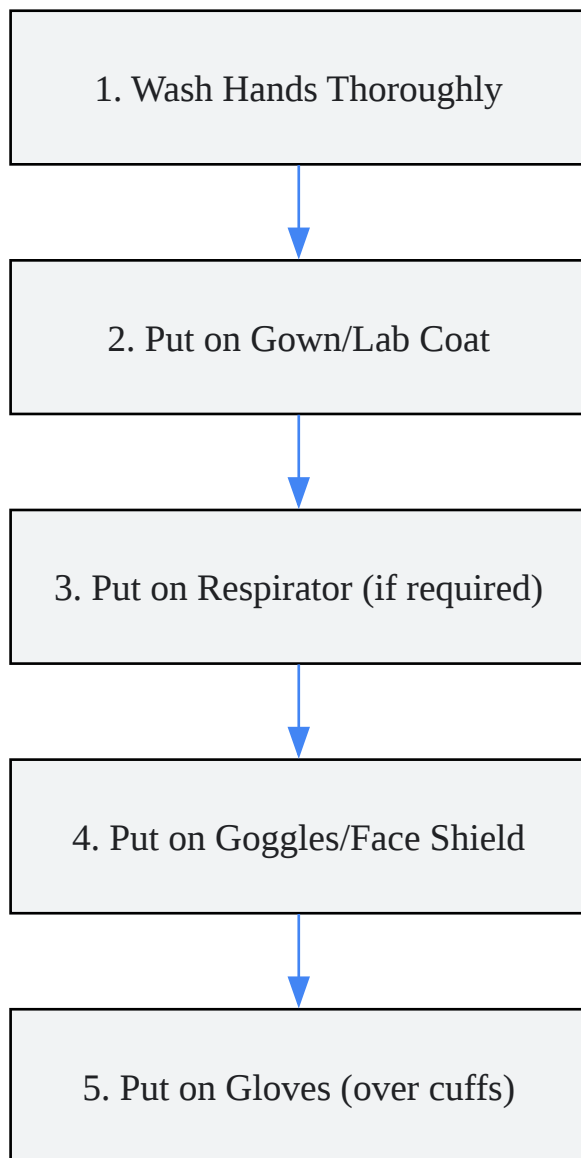 1. Wash Hands Thoroughly
2. Put on Gown/Lab Coat
3. Put on Respirator (if required)
4. Put on Goggles/Face Shield
5. Put on Gloves (over cuffs)